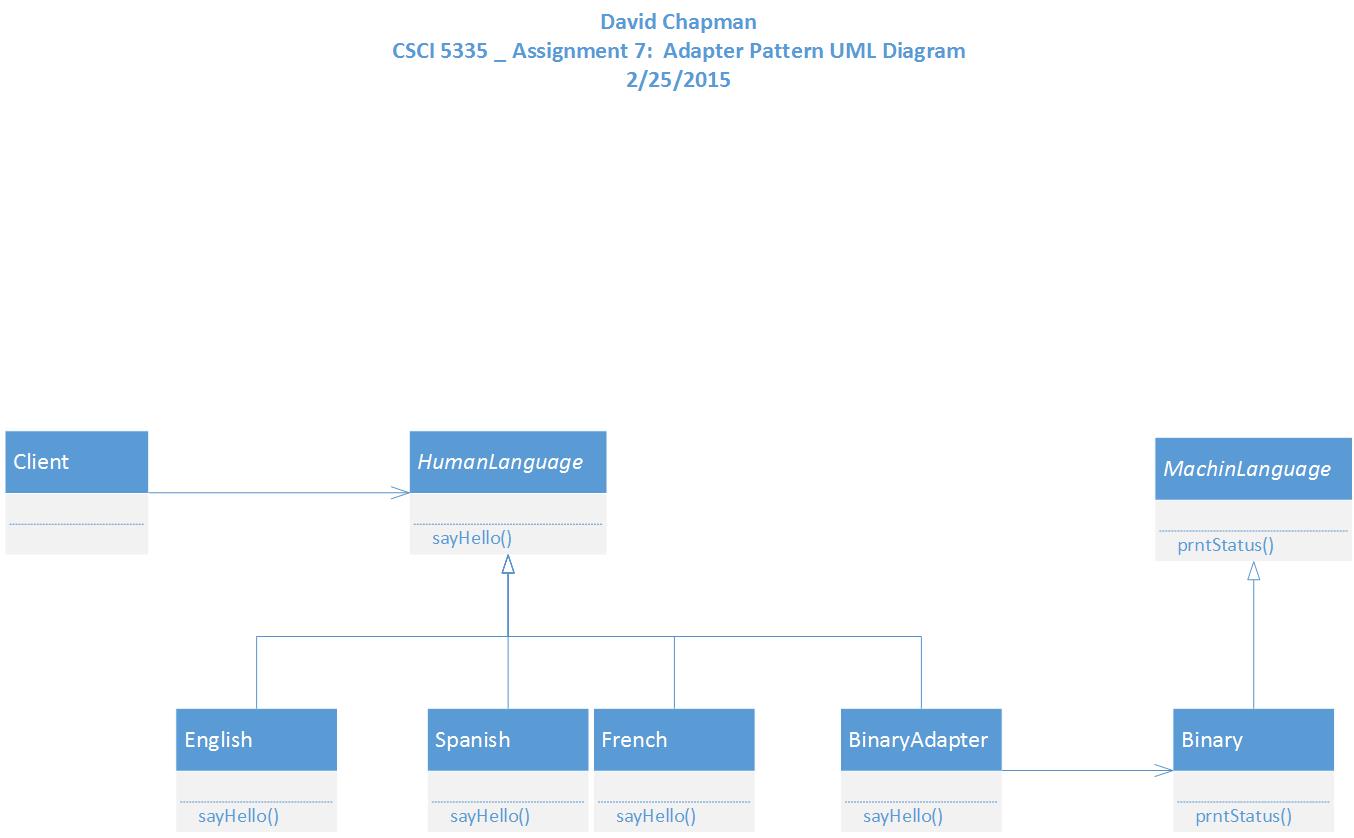 David Chapman
CSCI 5335 _ Assignment 7:  Adapter Pattern UML Diagram
2/25/2015
Client
HumanLanguage
sayHello()
MachinLanguage
prntStatus()
English
sayHello()
Spanish
sayHello()
French
sayHello()
BinaryAdapter
sayHello()
Binary
prntStatus()